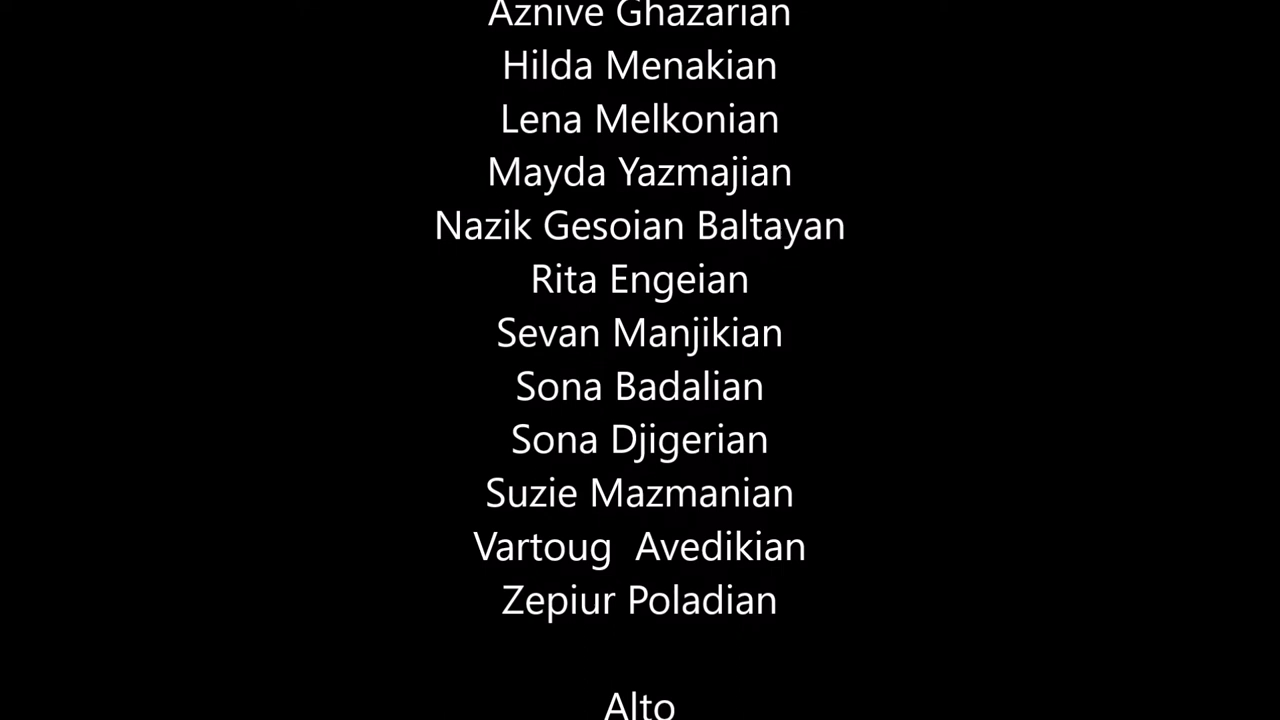 Aznive Ghazarian
Hilda Menakian
Lena Melkonian
Mayda Yazmajian
Nazik Gesoian Baltayan
Rita Engeian
Sevan Manjikian
Sona Badalian
Sona Djigerian
Suzie Mazmanian
Vartoug  Avedikian
Zepiur Poladian
Alto